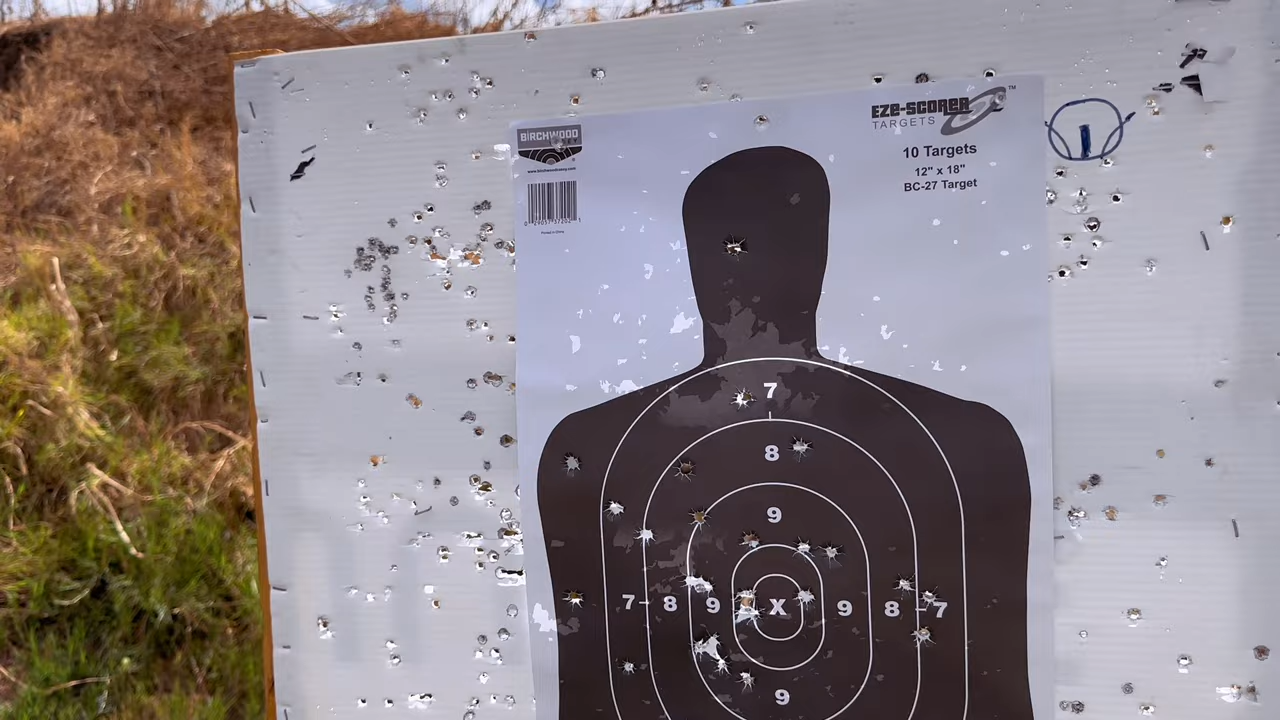 BIRCHWOOD
EZE-SCORER™
TARGETS
10 Targets
12" x 18"
BC-27 Target
7
8
9
7 8 9 X 9 8 7
9